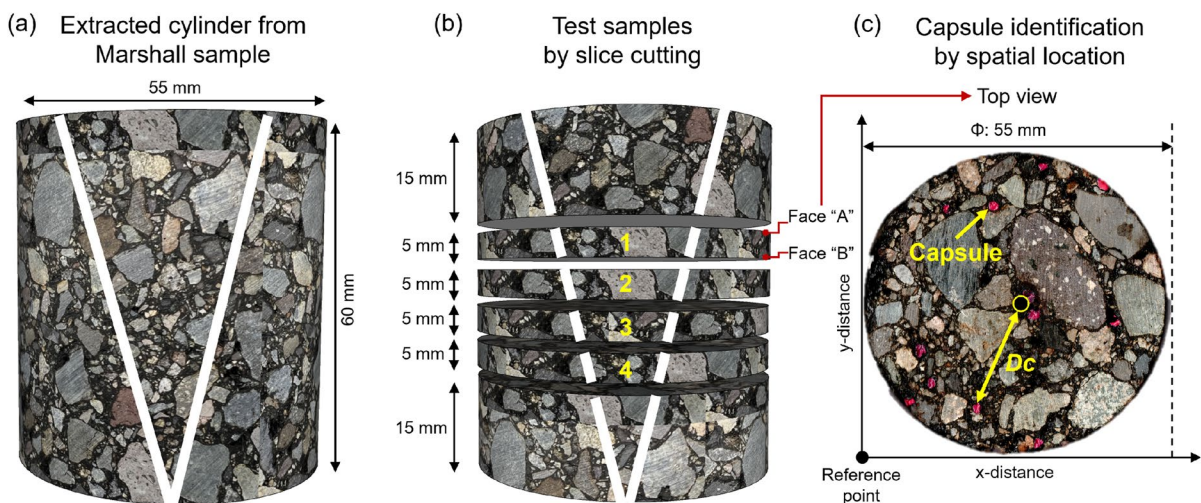 (a) Extracted cylinder from
Marshall sample
55 mm
60 mm
(b) Test samples
by slice cutting
15 mm
5 mm
5 mm
5 mm
5 mm
15 mm
1
2
3
4
Face “A”
Face “B”
(c) Capsule identification
by spatial location
Top view
Φ: 55 mm
Capsule
Dc
y-distance
Reference
point
x-distance